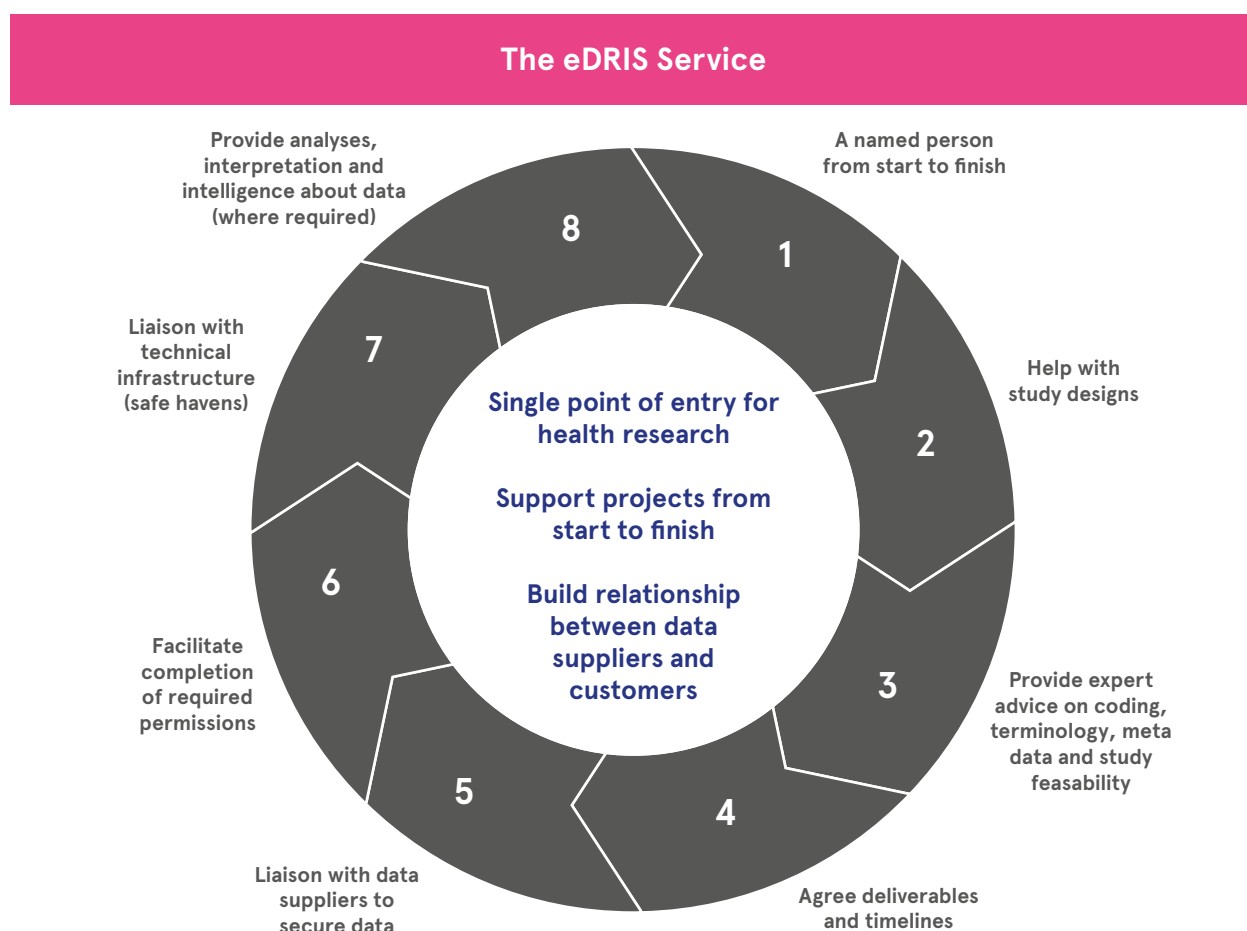 The eDRIS Service
A named person
from start to finish
1
Help with
study designs
2
Provide expert
advice on coding,
terminology, meta
data and study
feasability
3
Agree deliverables
and timelines
4
Liaison with data
suppliers to
secure data
5
Facilitate
completion
of required
permissions
6
Liaison with
technical
infrastructure
(safe havens)
7
Provide analyses,
interpretation and
intelligence about data
(where required)
8
Single point of entry for
health research
Support projects from
start to finish
Build relationship
between data
suppliers and
customers